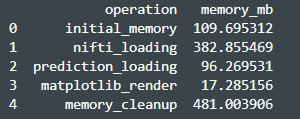 operation memory_mb
0 initial_memory 109.695312
1 nifti_loading 382.855469
2 prediction_loading 96.269531
3 matplotlib_render 17.285156
4 memory_cleanup 481.003906